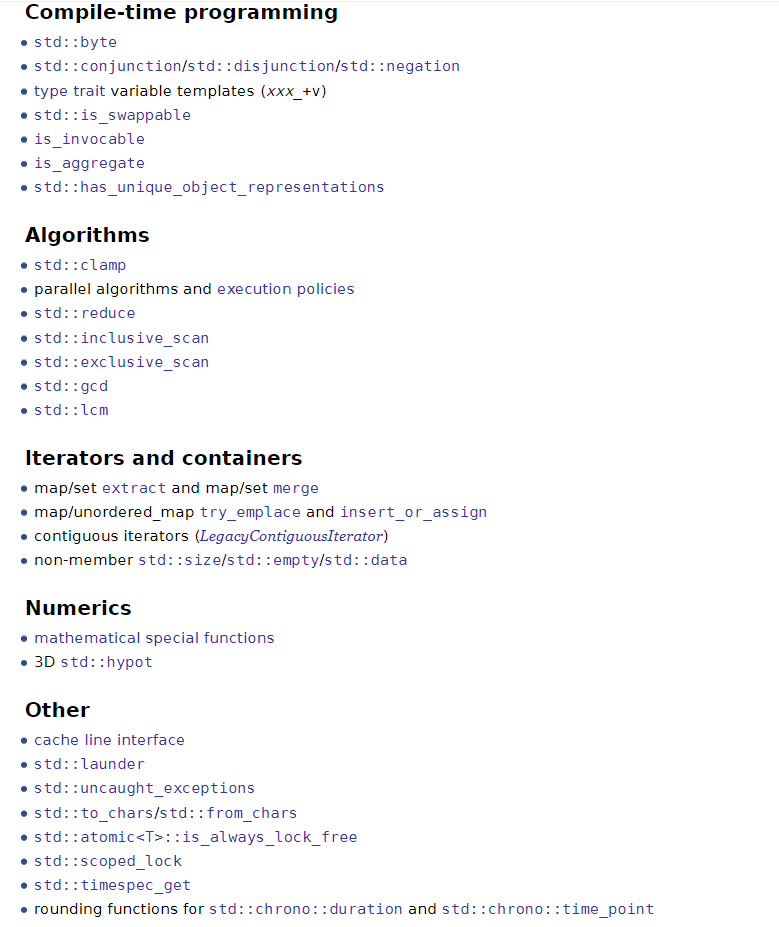 Compile-time programming
std::byte
std::conjunction/std::disjunction/std::negation
type trait variable templates (xxx_+v)
std::is_swappable
is_invocable
is_aggregate
std::has_unique_object_representations
Algorithms
std::clamp
parallel algorithms and execution policies
std::reduce
std::inclusive_scan
std::exclusive_scan
std::gcd
std::lcm
Iterators and containers
map/set extract and map/set merge
map/unordered_map try_emplace and insert_or_assign
contiguous iterators (LegacyContiguousIterator)
non-member std::size/std::empty/std::data
Numerics
mathematical special functions
3D std::hypot
Other
cache line interface
std::launder
std::uncaught_exceptions
std::to_chars/std::from_chars
std::atomic<T>::is_always_lock_free
std::scoped_lock
std::timespec_get
rounding functions for std::chrono::duration and std::chrono::time_point